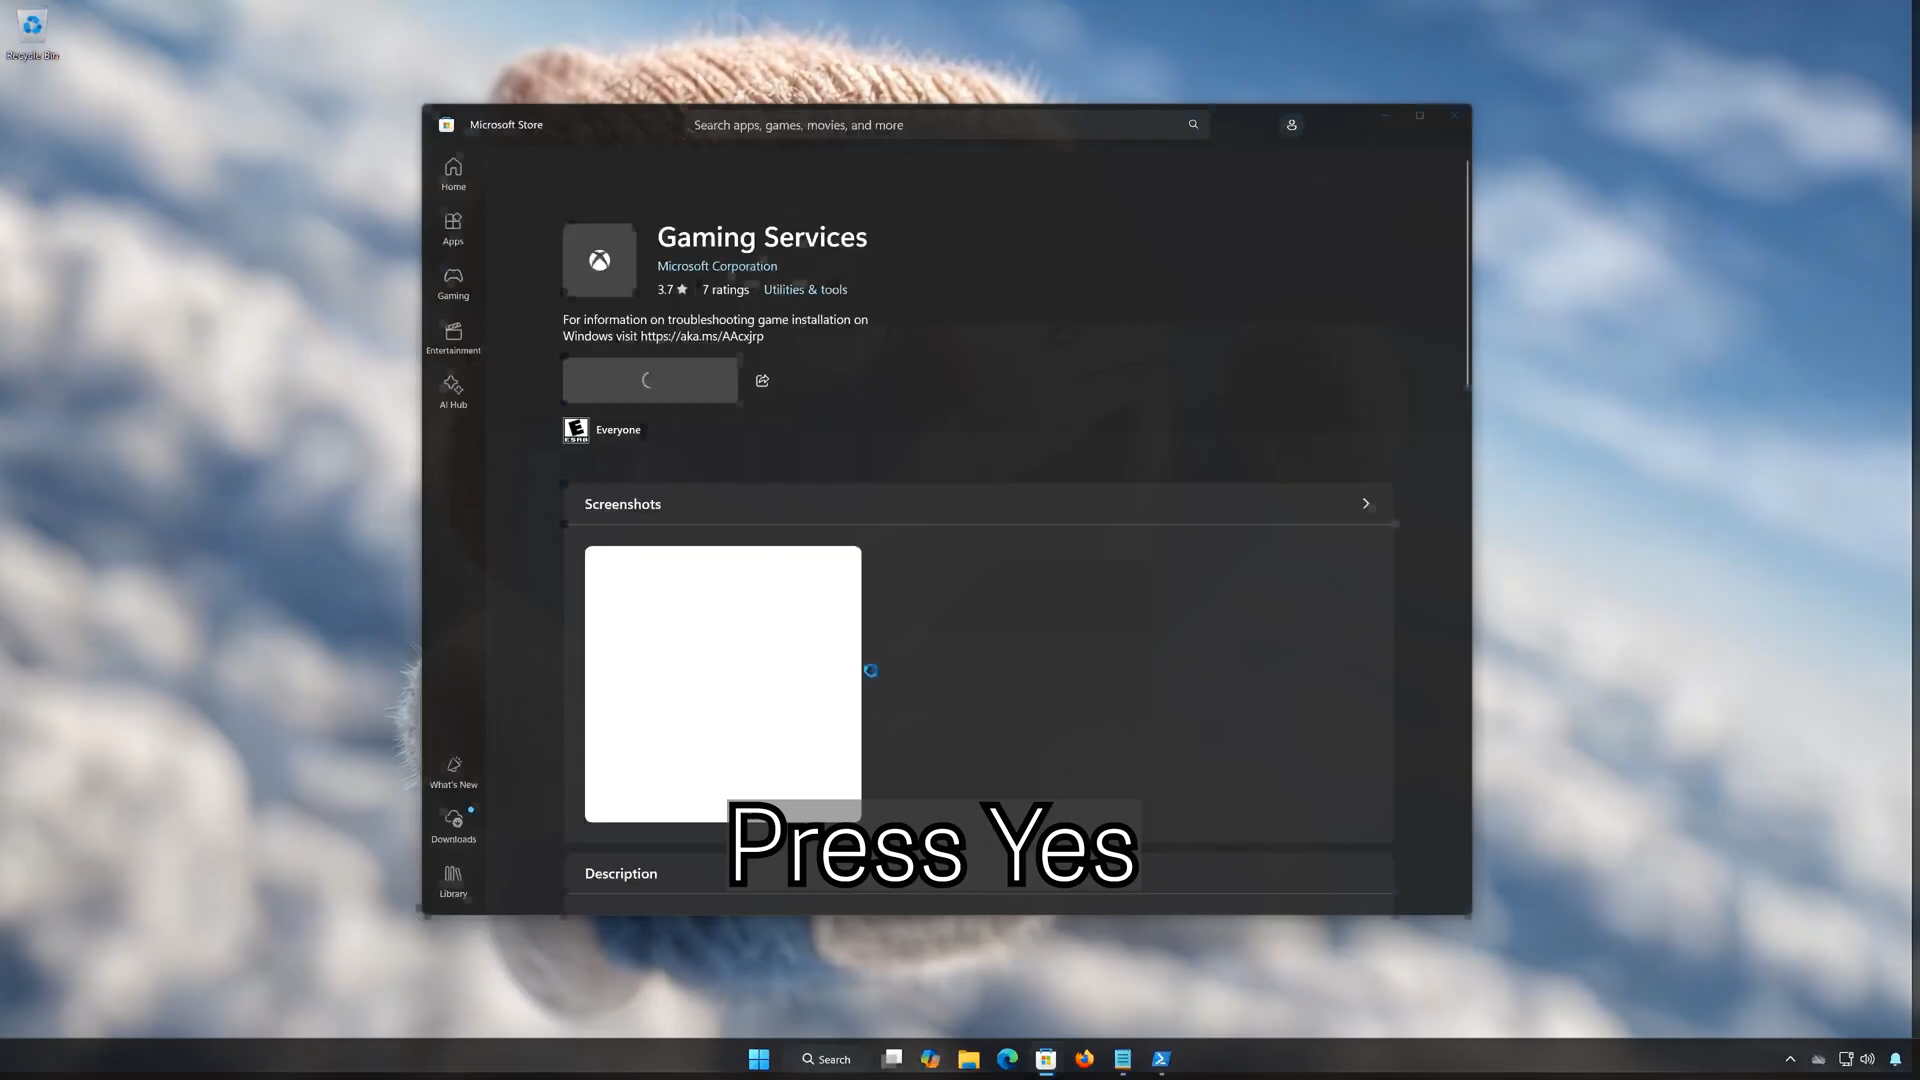 Recycle Bin
Microsoft Store
Search apps, games, movies, and more
Home
Apps
Gaming
Entertainment
AI Hub
What's New
Downloads
Library
Gaming Services
Microsoft Corporation
3.7 ★ 7 ratings Utilities & tools
For information on troubleshooting game installation on
Windows visit https://aka.ms/AAcxjrp
E
ESRB
Everyone
Screenshots
Description
Press Yes
Search